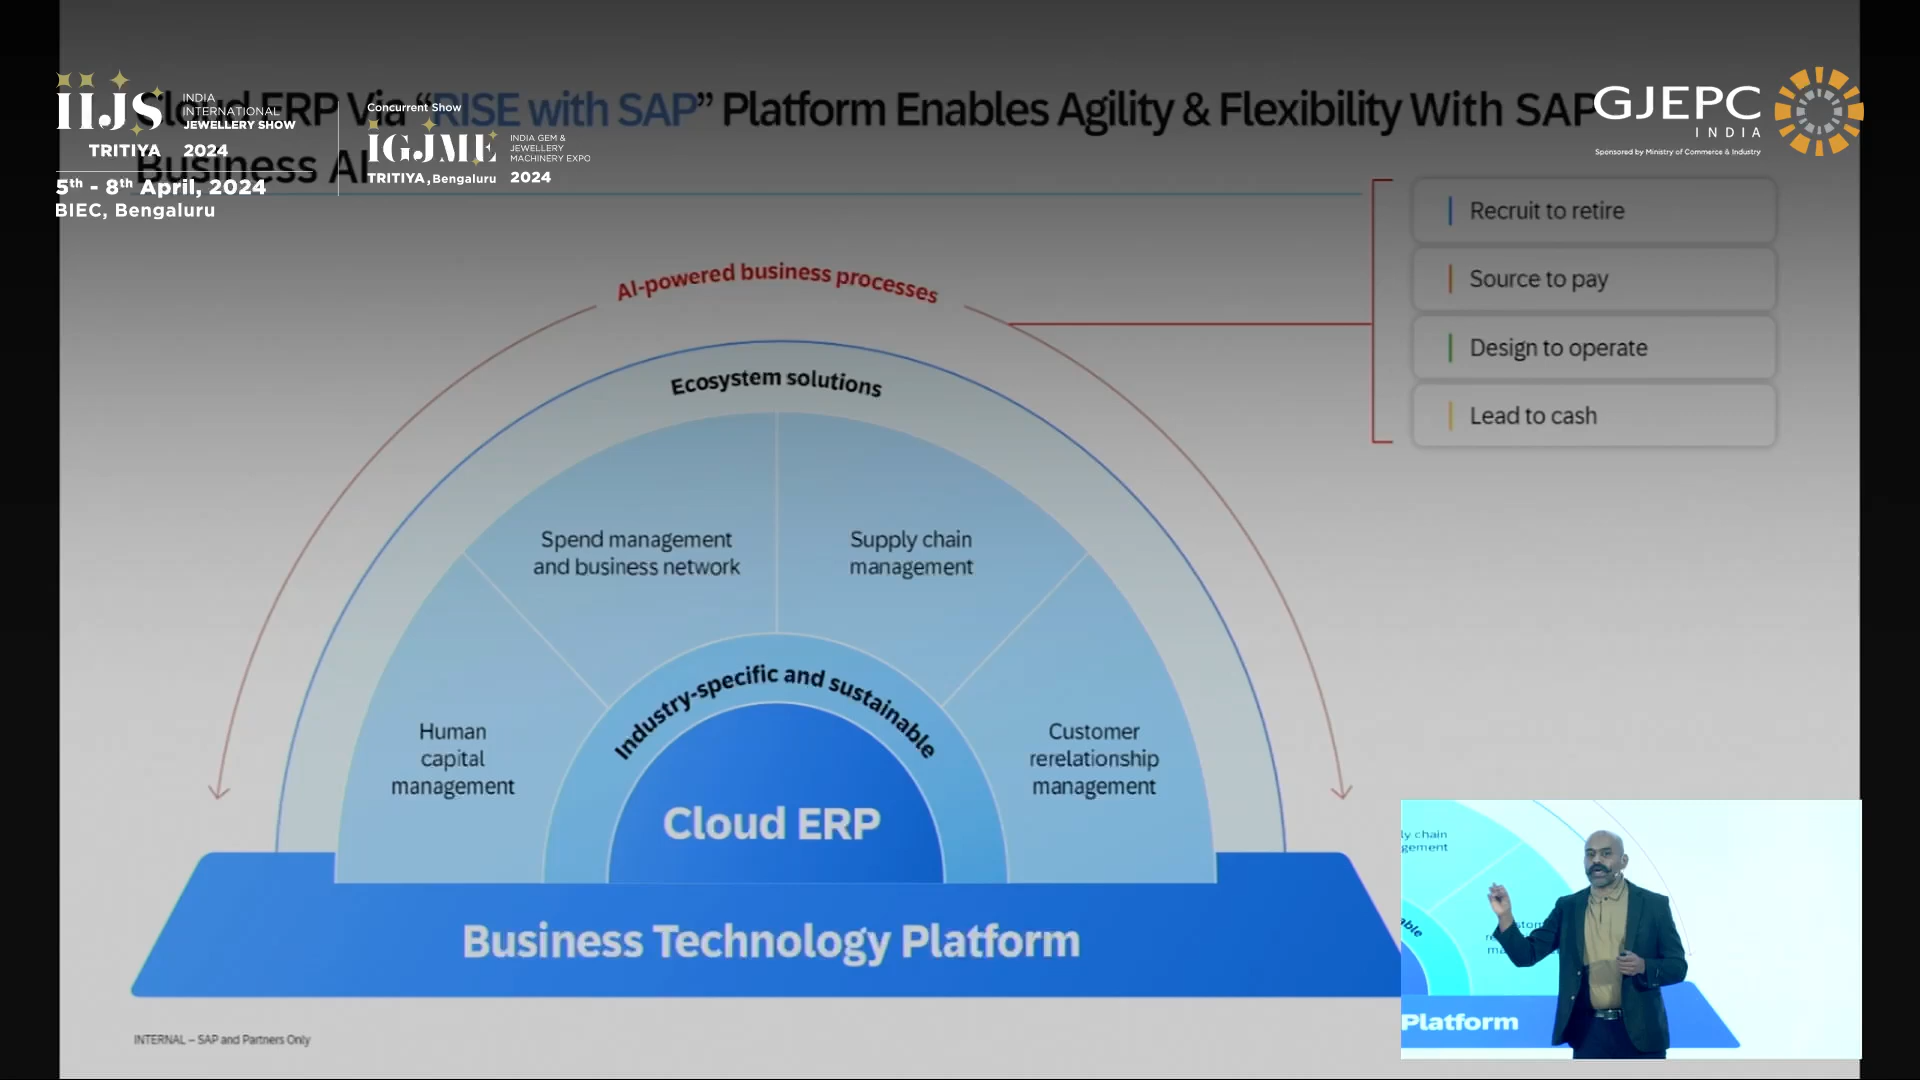 IIJS
INDIA
INTERNATIONAL
JEWELLERY SHOW
TRITIYA 2024
5th - 8th April, 2024
BIEC, Bengaluru
Concurrent Show
IGJME
INDIA GEM &
JEWELLERY
MACHINERY EXPO
TRITIYA, Bengaluru 2024
GJEPC
INDIA
Sponsored by Ministry of Commerce & Industry
Cloud ERP Via “RISE with SAP” Platform Enables Agility & Flexibility With SAP
Business AI
Recruit to retire
Source to pay
Design to operate
Lead to cash
AI-powered business processes
Ecosystem solutions
Spend management
and business network
Supply chain
management
Industry-specific and sustainable
Human
capital
management
Customer
rerelationship
management
Cloud ERP
Business Technology Platform
INTERNAL – SAP and Partners Only
ly chain
gement
able
Platform